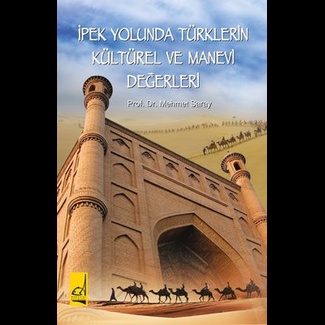 İPEK YOLUNDA TÜRKLERİN
KÜLTÜREL VE MANEVİ
DEĞERLERİ
Prof. Dr. Mehmet Saray